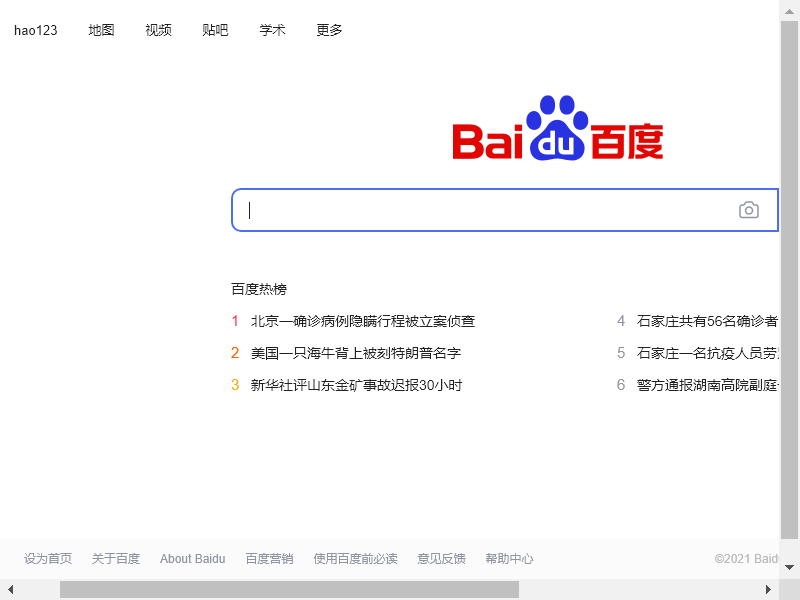 hao123 地图 视频 贴吧 学术 更多
Bai du 百度
百度热榜
1 北京一确诊病例隐瞒行程被立案侦查
4 石家庄共有56名确诊者
2 美国一只海牛背上被刻特朗普名字
5 石家庄一名抗疫人员劳
3 新华社评山东金矿事故迟报30小时
6 警方通报湖南高院副庭
设为首页 关于百度 About Baidu 百度营销 使用百度前必读 意见反馈 帮助中心 ©2021 Baid